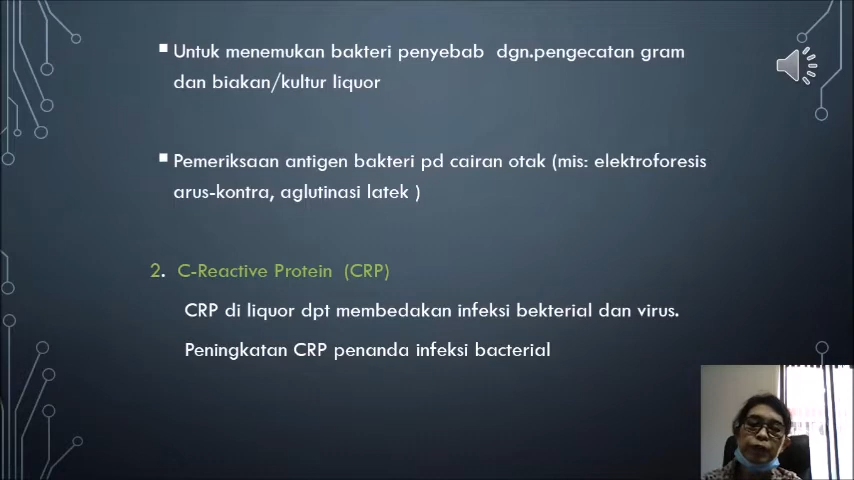 ▪ Untuk menemukan bakteri penyebab dgn.pengecatan gram
dan biakan/kultur liquor
▪ Pemeriksaan antigen bakteri pd cairan otak (mis: elektroforesis
arus-kontra, aglutinasi latek )
2. C-Reactive Protein (CRP)
CRP di liquor dpt membedakan infeksi bekterial dan virus.
Peningkatan CRP penanda infeksi bacterial